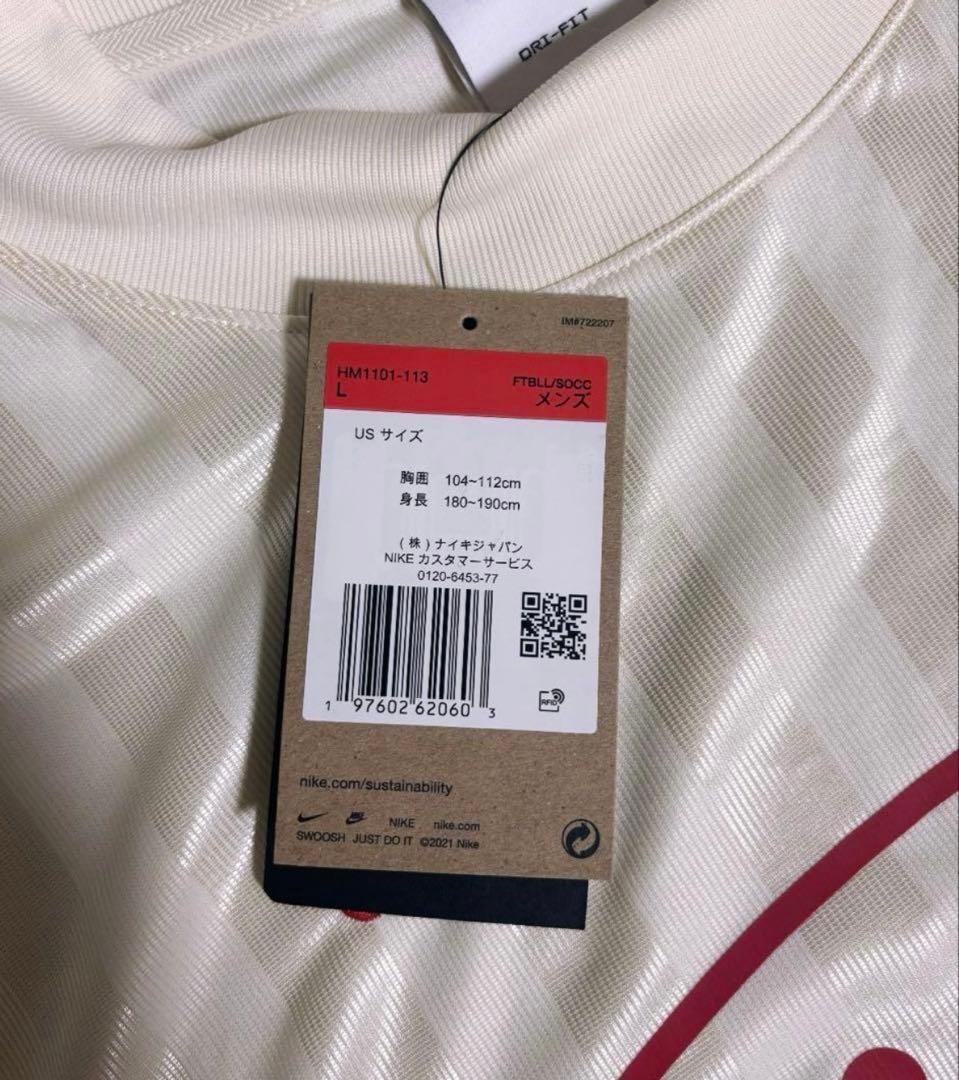 DRI-FIT
IM#722207
HM1101-113
L
FTBLL/SOCC
メンズ
US サイズ
胸囲 104~112cm
身長 180~190cm
(株)ナイキジャパン
NIKE カスタマーサービス
0120-6453-77
1 97602 62060 3
RFID
nike.com/sustainability
NIKE nike.com
SWOOSH JUST DO IT ©2021 Nike